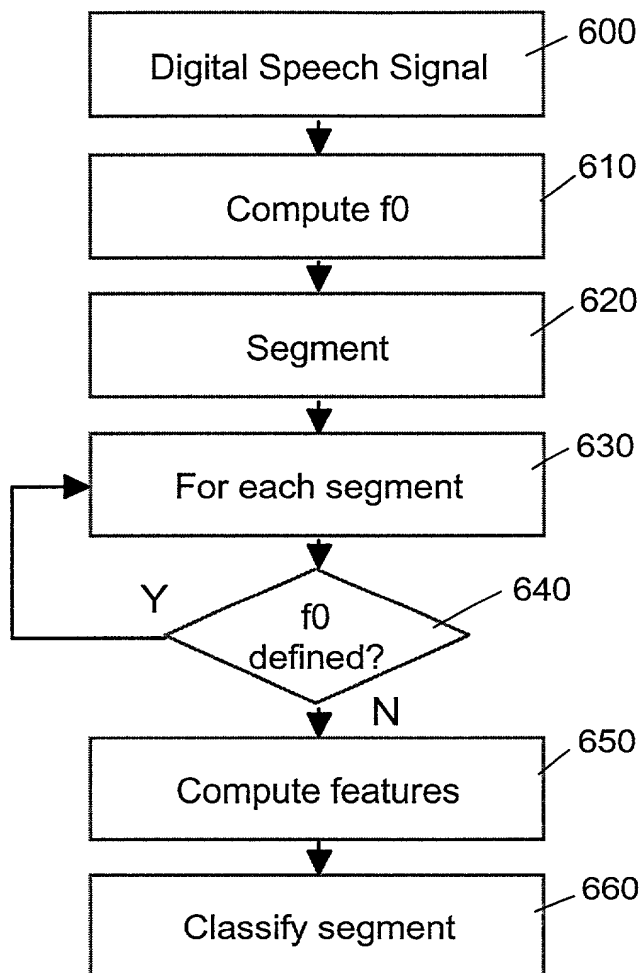 600
Digital Speech Signal
610
Compute f0
620
Segment
630
For each segment
Y
640
f0
defined?
N
650
Compute features
660
Classify segment